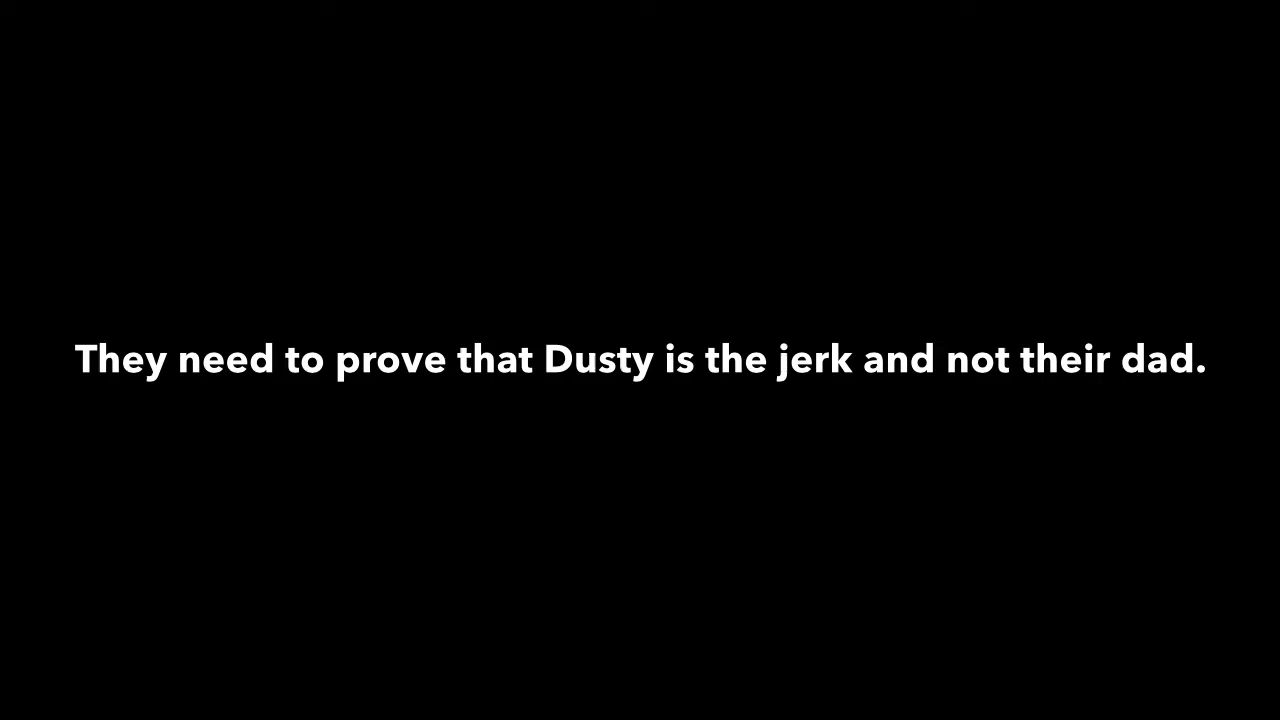 They need to prove that Dusty is the jerk and not their dad.